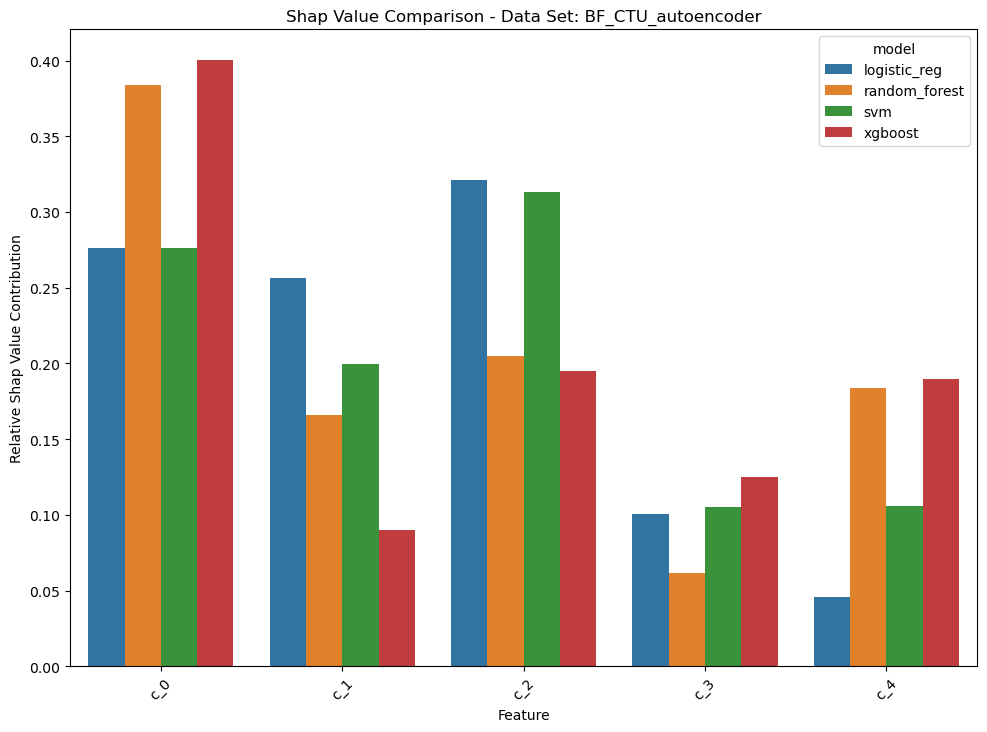 Shap Value Comparison - Data Set: BF_CTU_autoencoder
model
logistic_reg
random_forest
svm
xgboost
Relative Shap Value Contribution
0.40
0.35
0.30
0.25
0.20
0.15
0.10
0.05
0.00
c_0
c_1
c_2
c_3
c_4
Feature